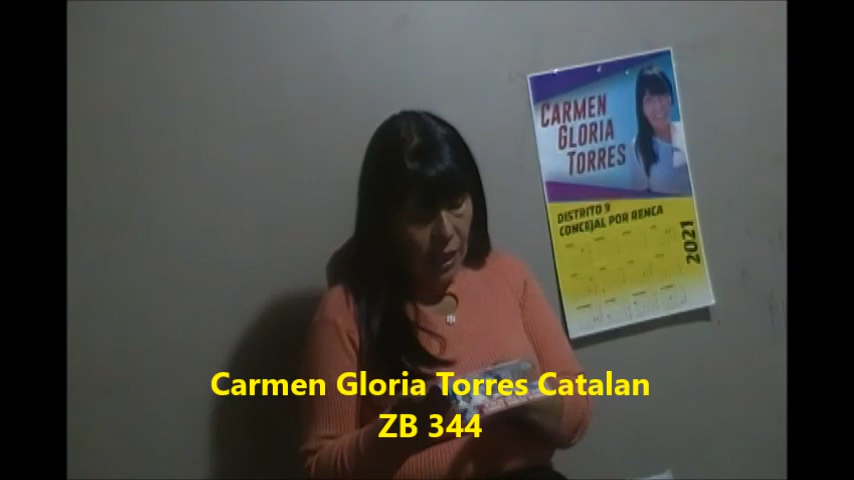 CARMEN
GLORIA
TORRES
DISTRITO 9
CONCEJAL POR RENCA
2021
Carmen Gloria Torres Catalan
ZB 344